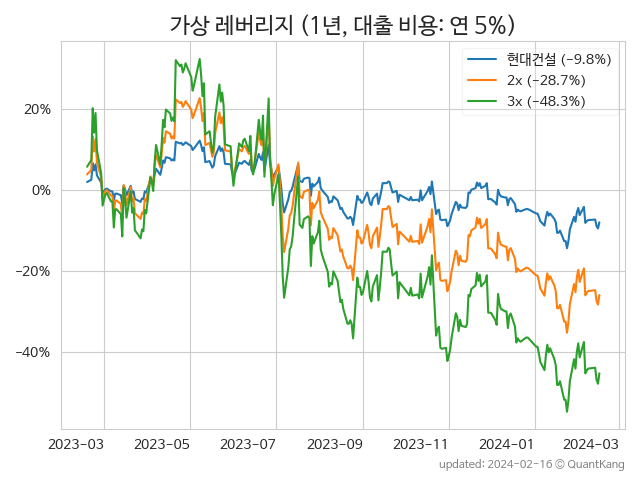 가상 레버리지 (1년, 대출 비용: 연 5%)
현대건설 (−9.8%)
2x (−28.7%)
3x (−48.3%)
20%
0%
−20%
−40%
2023-03 2023-05 2023-07 2023-09 2023-11 2024-01 2024-03
updated: 2024-02-16 © QuantKang